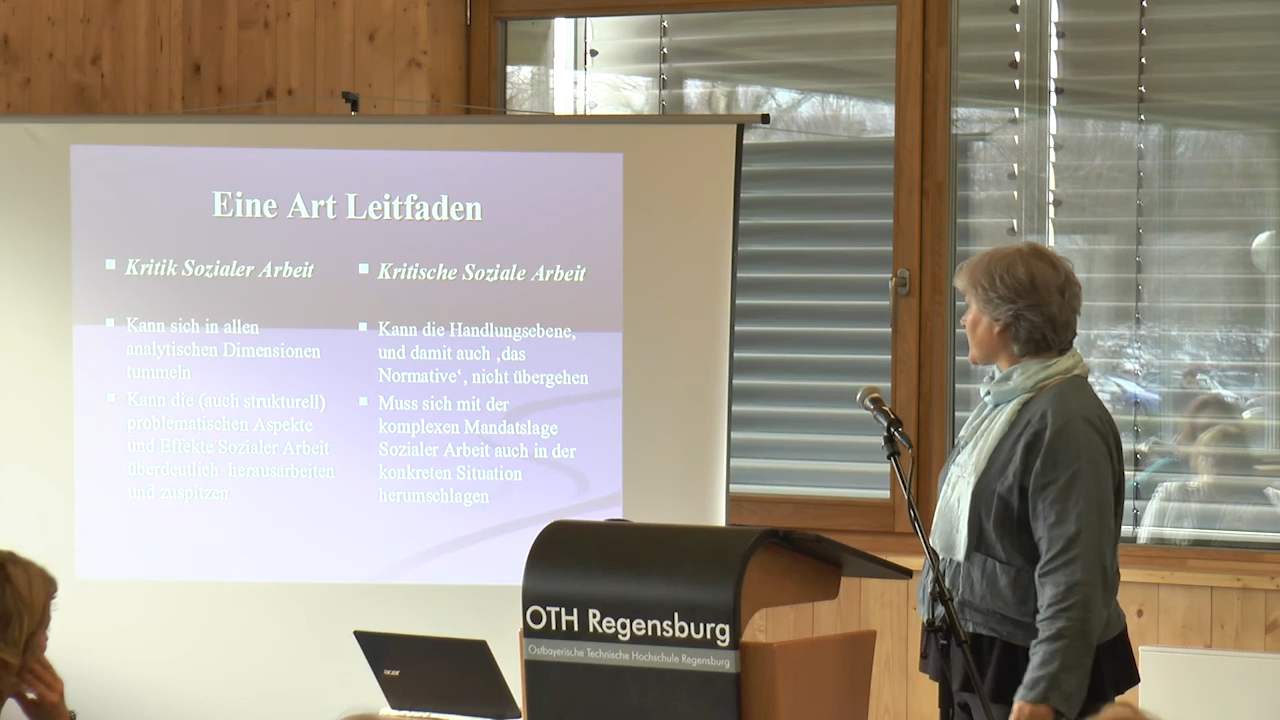 Eine Art Leitfaden
Kritik Sozialer Arbeit
Kann sich in allen
analytischen Dimensionen
tummeln
Kann die (auch strukturell)
problematischen Aspekte
und Effekte Sozialer Arbeit
überdeutlich herausarbeiten
und zuspitzen
Kritische Soziale Arbeit
Kann die Handlungsebene,
und damit auch ‚das
Normative‘, nicht übergehen
Muss sich mit der
komplexen Mandatslage
Sozialer Arbeit auch in der
konkreten Situation
herumschlagen
OTH Regensburg
Ostbayerische Technische Hochschule Regensburg
acer